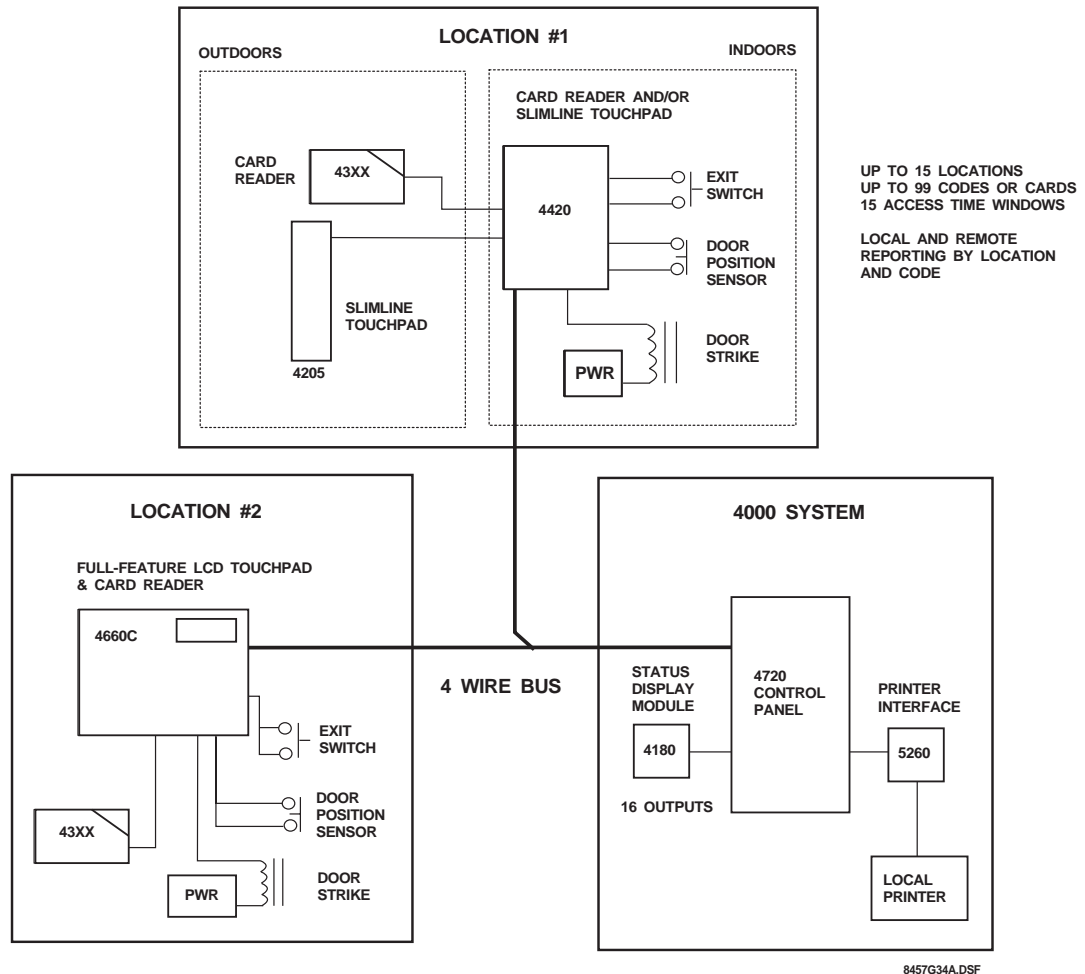 LOCATION #1
OUTDOORS
INDOORS
CARD READER AND/OR
SLIMLINE TOUCHPAD
CARD
READER
43XX
4420
EXIT
SWITCH
DOOR
POSITION
SENSOR
SLIMLINE
TOUCHPAD
4205
DOOR
STRIKE
PWR
UP TO 15 LOCATIONS
UP TO 99 CODES OR CARDS
15 ACCESS TIME WINDOWS
LOCAL AND REMOTE
REPORTING BY LOCATION
AND CODE
LOCATION #2
FULL-FEATURE LCD TOUCHPAD
& CARD READER
4660C
EXIT
SWITCH
DOOR
POSITION
SENSOR
43XX
PWR
DOOR
STRIKE
4 WIRE BUS
4000 SYSTEM
STATUS
DISPLAY
MODULE
4180
16 OUTPUTS
4720
CONTROL
PANEL
PRINTER
INTERFACE
5260
LOCAL
PRINTER
8457G34A.DSF